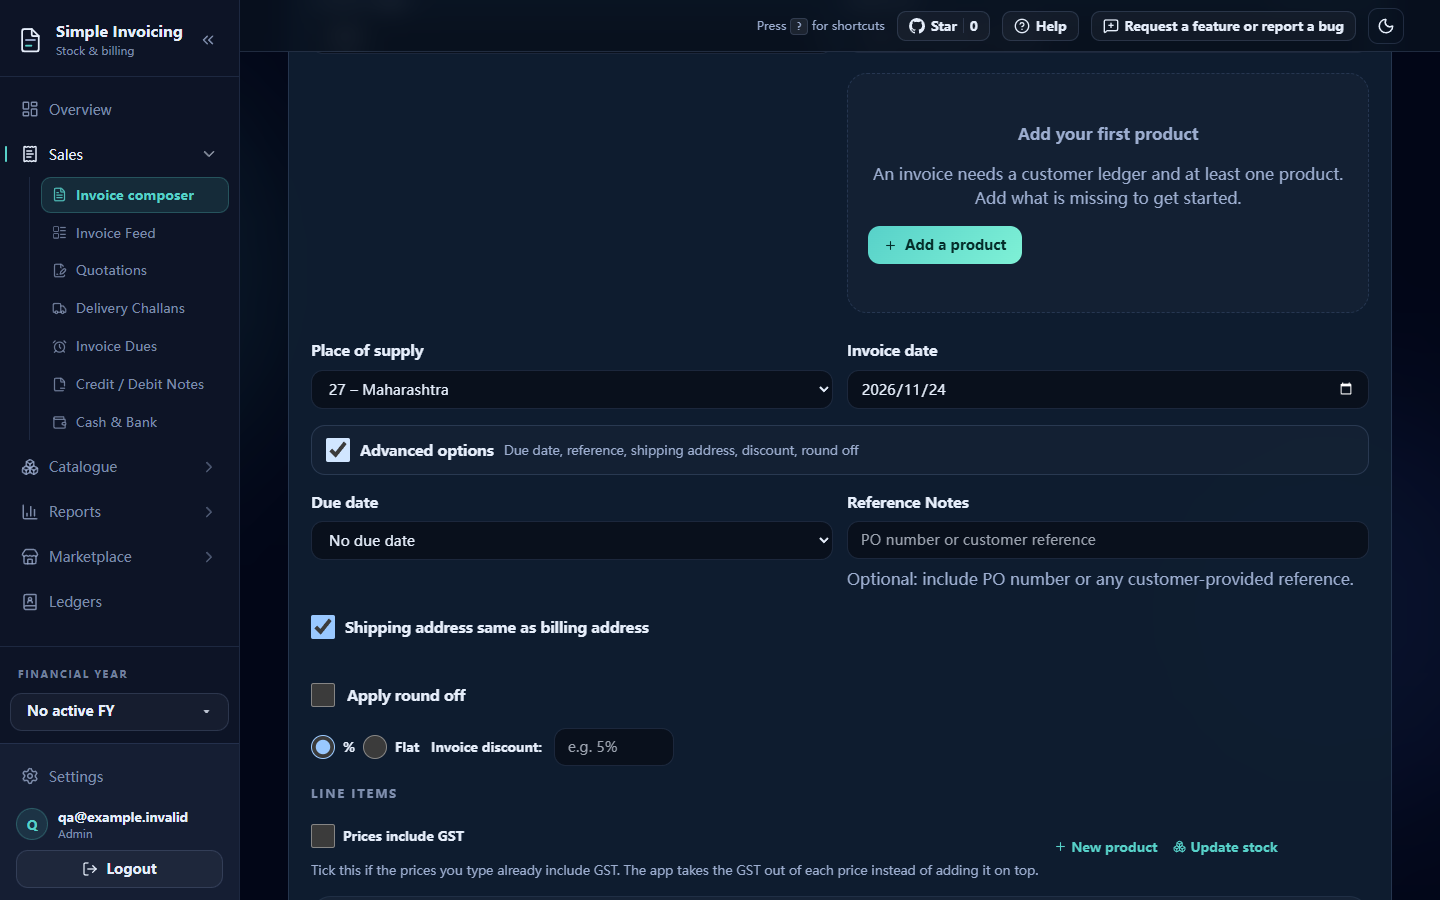 Simple Invoicing
Stock & billing
Press ? for shortcuts
Star 0
Help
Request a feature or report a bug
Overview
Sales
Invoice composer
Invoice Feed
Quotations
Delivery Challans
Invoice Dues
Credit / Debit Notes
Cash & Bank
Catalogue
Reports
Marketplace
Ledgers
FINANCIAL YEAR
No active FY
Settings
Q
qa@example.invalid
Admin
Logout
Add your first product
An invoice needs a customer ledger and at least one product.
Add what is missing to get started.
+ Add a product
Place of supply
27 – Maharashtra
Invoice date
2026/11/24
Advanced options Due date, reference, shipping address, discount, round off
Due date
No due date
Reference Notes
PO number or customer reference
Optional: include PO number or any customer-provided reference.
Shipping address same as billing address
Apply round off
% Flat Invoice discount: e.g. 5%
LINE ITEMS
Prices include GST
+ New product
Update stock
Tick this if the prices you type already include GST. The app takes the GST out of each price instead of adding it on top.